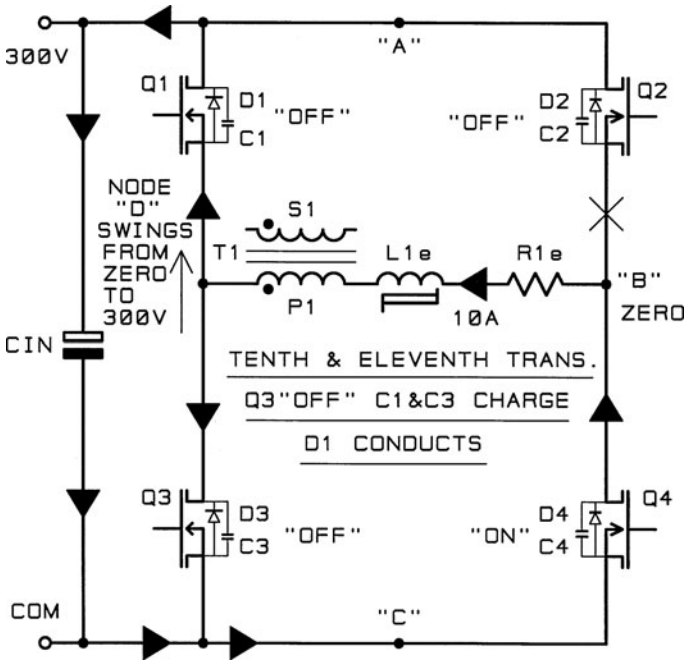 300V
"A"
Q1
D1
C1
"OFF"
"OFF"
D2
C2
Q2
NODE
"D"
SWINGS
FROM
ZERO
TO
300V
T1
S1
P1
L1e
R1e
10A
"B"
ZERO
CIN
TENTH & ELEVENTH TRANS.
Q3"OFF" C1&C3 CHARGE
D1 CONDUCTS
Q3
D3
C3
"OFF"
"ON"
D4
C4
Q4
COM
"C"